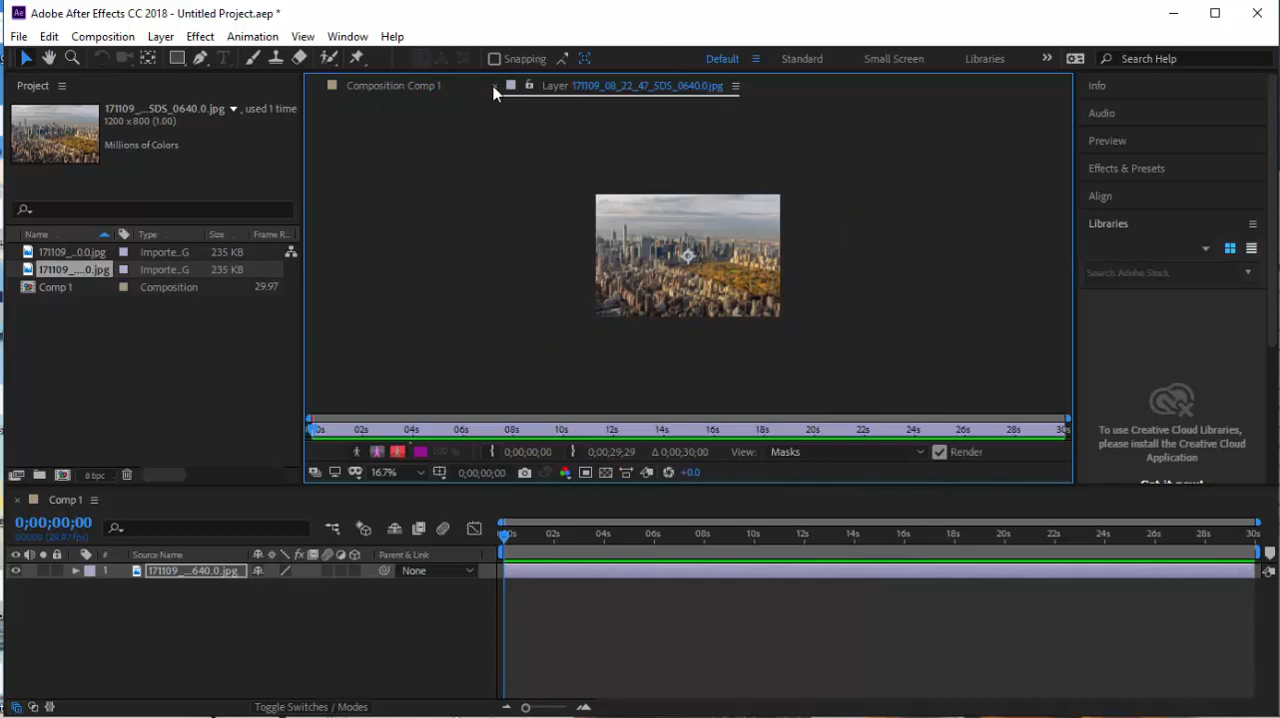 Ae Adobe After Effects CC 2018 - Untitled Project.aep *
File Edit Composition Layer Effect Animation View Window Help
Snapping Default Standard Small Screen Libraries Search Help
Project
171109_...5DS_0640.0.jpg , used 1 time
1200 x 800 (1.00)
Millions of Colors
Name Type Size Frame R...
171109_...0.0.jpg Importe...G 235 KB
171109_....0.jpg Importe...G 235 KB
Comp 1 Composition 29.97
8 bpc
Composition Comp 1 Layer 171109_08_22_47_5DS_0640.0.jpg
02s 04s 06s 08s 10s 12s 14s 16s 18s 20s 22s 24s 26s 28s 30s
100 % 0;00;00;00 0;00;29;29 Δ 0;00;30;00 View: Masks Render
16.7% 0;00;00;00 +0.0
Info
Audio
Preview
Effects & Presets
Align
Libraries
Search Adobe Stock
To use Creative Cloud Libraries,
please install the Creative Cloud
Application
Get it now!
Comp 1
0;00;00;00
00000 (29.97 fps)
# Source Name Parent & Link
1 171109_...640.0.jpg None
02s 04s 06s 08s 10s 12s 14s 16s 18s 20s 22s 24s 26s 28s 30s
Toggle Switches / Modes